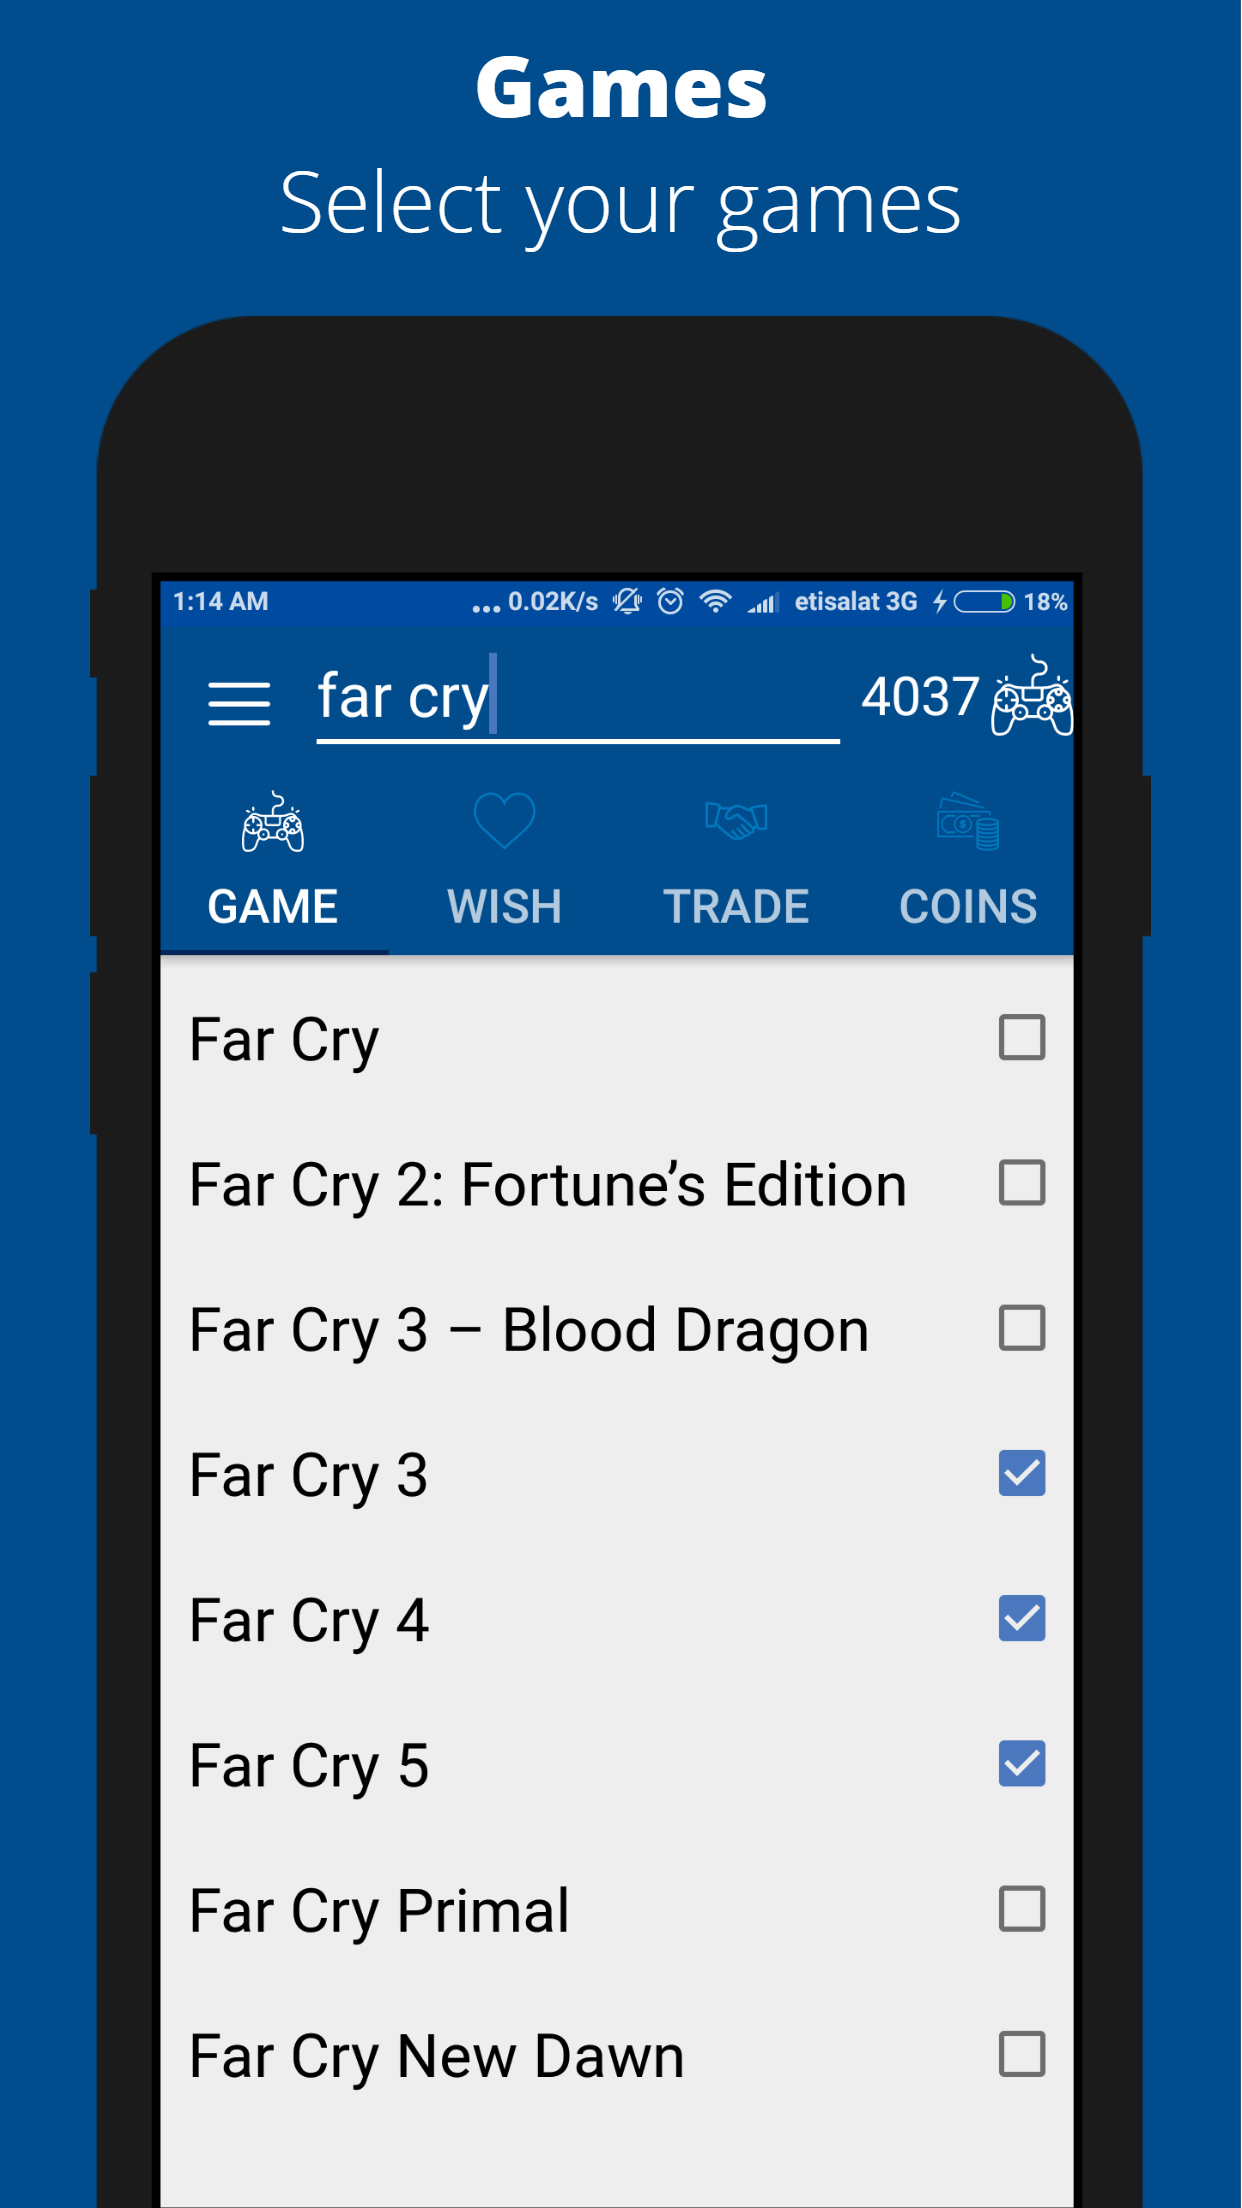 Games
Select your games
1:14 AM ... 0.02K/s etisalat 3G 18%
far cry 4037
GAME WISH TRADE COINS
Far Cry
Far Cry 2: Fortune’s Edition
Far Cry 3 – Blood Dragon
Far Cry 3
Far Cry 4
Far Cry 5
Far Cry Primal
Far Cry New Dawn